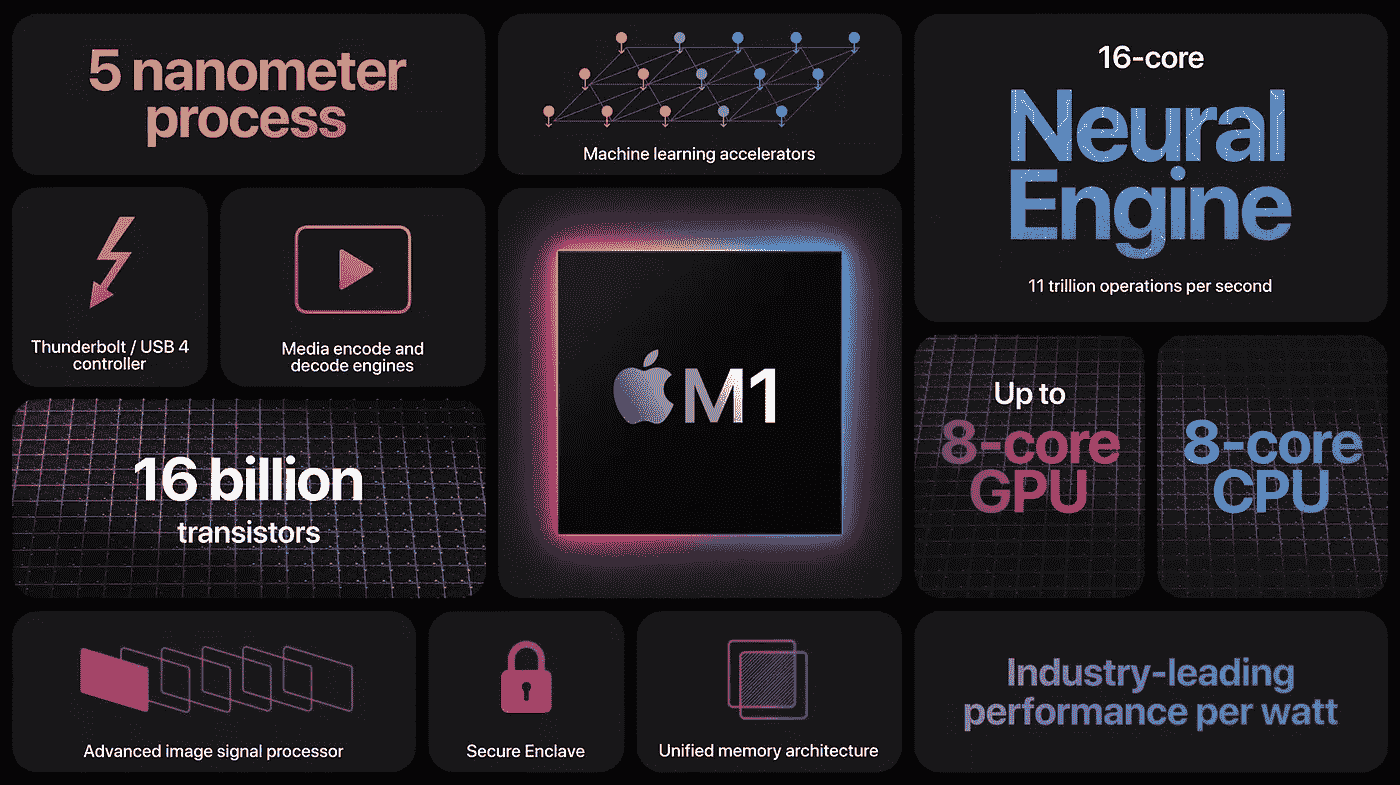 5 nanometer
process
Machine learning accelerators
16-core
Neural
Engine
11 trillion operations per second
Thunderbolt / USB 4
controller
Media encode and
decode engines
M1
Up to
8-core
GPU
8-core
CPU
16 billion
transistors
Advanced image signal processor
Secure Enclave
Unified memory architecture
Industry-leading
performance per watt